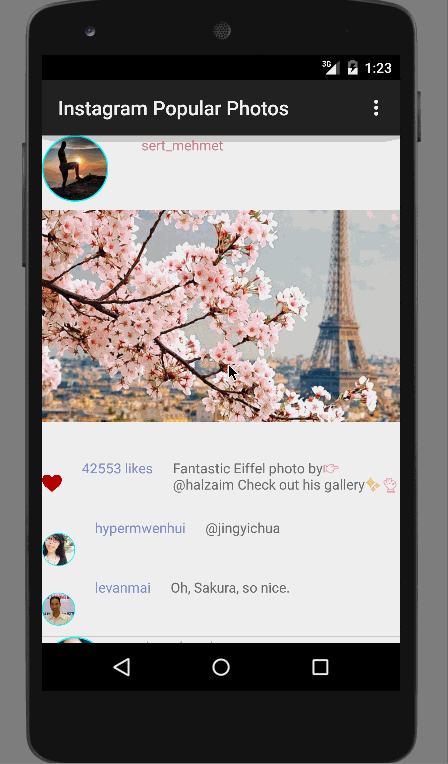 3G 1:23
Instagram Popular Photos
sert_mehmet
42553 likes
Fantastic Eiffel photo by👉
@halzaim Check out his gallery✨👌
hypermwenhui @jingyichua
levanmai Oh, Sakura, so nice.